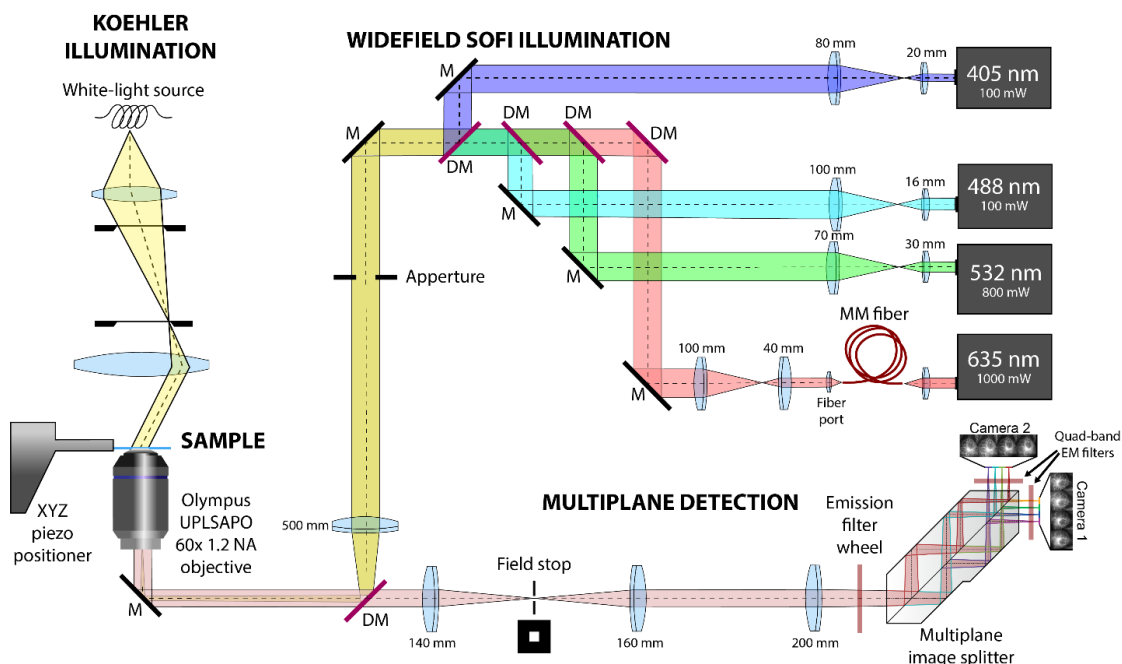 KOEHLER
ILLUMINATION
White-light source
WIDEFIELD SOFI ILLUMINATION
M
80 mm
20 mm
405 nm
100 mW
M
DM
DM
DM
DM
100 mm
16 mm
488 nm
100 mW
M
70 mm
30 mm
532 nm
800 mW
M
Apperture
MM fiber
100 mm
40 mm
635 nm
1000 mW
M
Fiber
port
SAMPLE
XYZ
piezo
positioner
Olympus
UPLSAPO
60x 1.2 NA
objective
500 mm
M
DM
MULTIPLANE DETECTION
Field stop
140 mm
160 mm
200 mm
Emission
filter
wheel
Camera 2
Quad-band
EM filters
Camera 1
Multiplane
image splitter